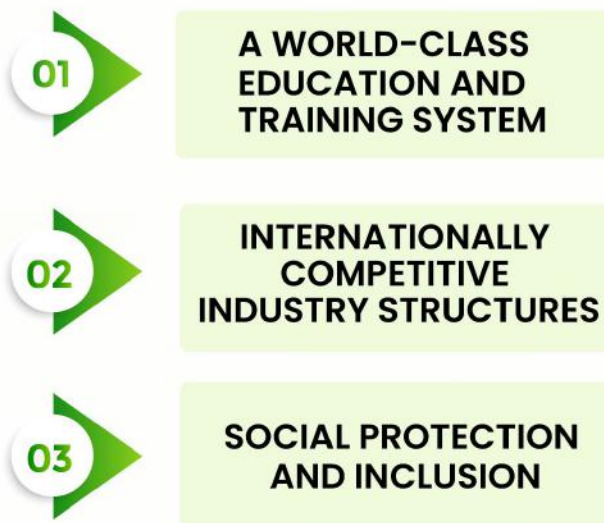 01
A WORLD-CLASS
EDUCATION AND
TRAINING SYSTEM
02
INTERNATIONALLY
COMPETITIVE
INDUSTRY STRUCTURES
03
SOCIAL PROTECTION
AND INCLUSION